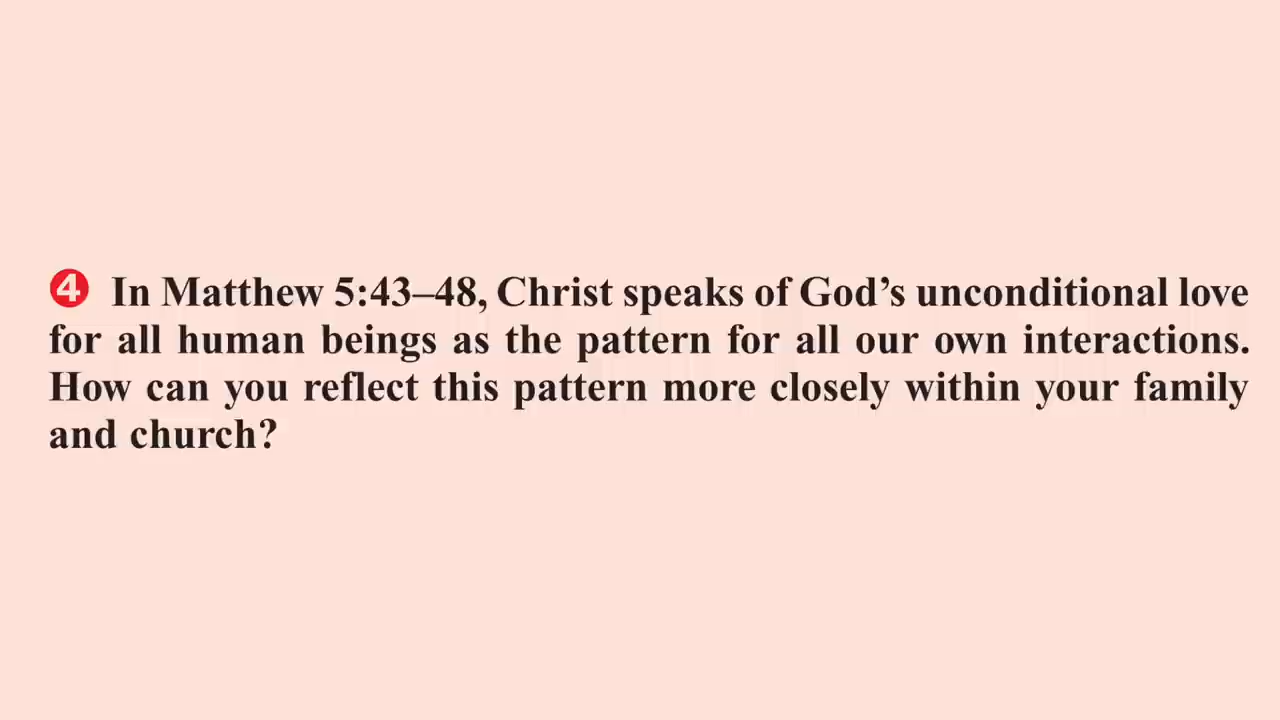 ❹ In Matthew 5:43–48, Christ speaks of God’s unconditional love
for all human beings as the pattern for all our own interactions.
How can you reflect this pattern more closely within your family
and church?